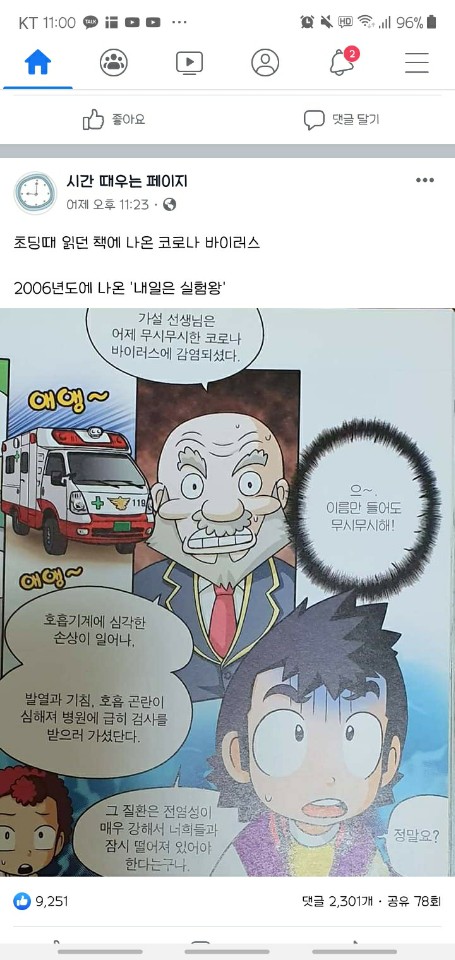 KT 11:00
96%
2
좋아요
댓글 달기
시간 때우는 페이지
어제 오후 11:23
초딩때 읽던 책에 나온 코로나 바이러스
2006년도에 나온 '내일은 실험왕'
가설 선생님은
어제 무시무시한 코로나
바이러스에 감염되셨다.
애앵~
119
으~.
이름만 들어도
무시무시해!
애앵~
호흡기계에 심각한
손상이 일어나,
발열과 기침, 호흡 곤란이
심해져 병원에 급히 검사를
받으러 가셨단다.
그 질환은 전염성이
매우 강해서 너희들과
잠시 떨어져 있어야
한다는구나.
정말요?
9,251
댓글 2,301개 · 공유 78회